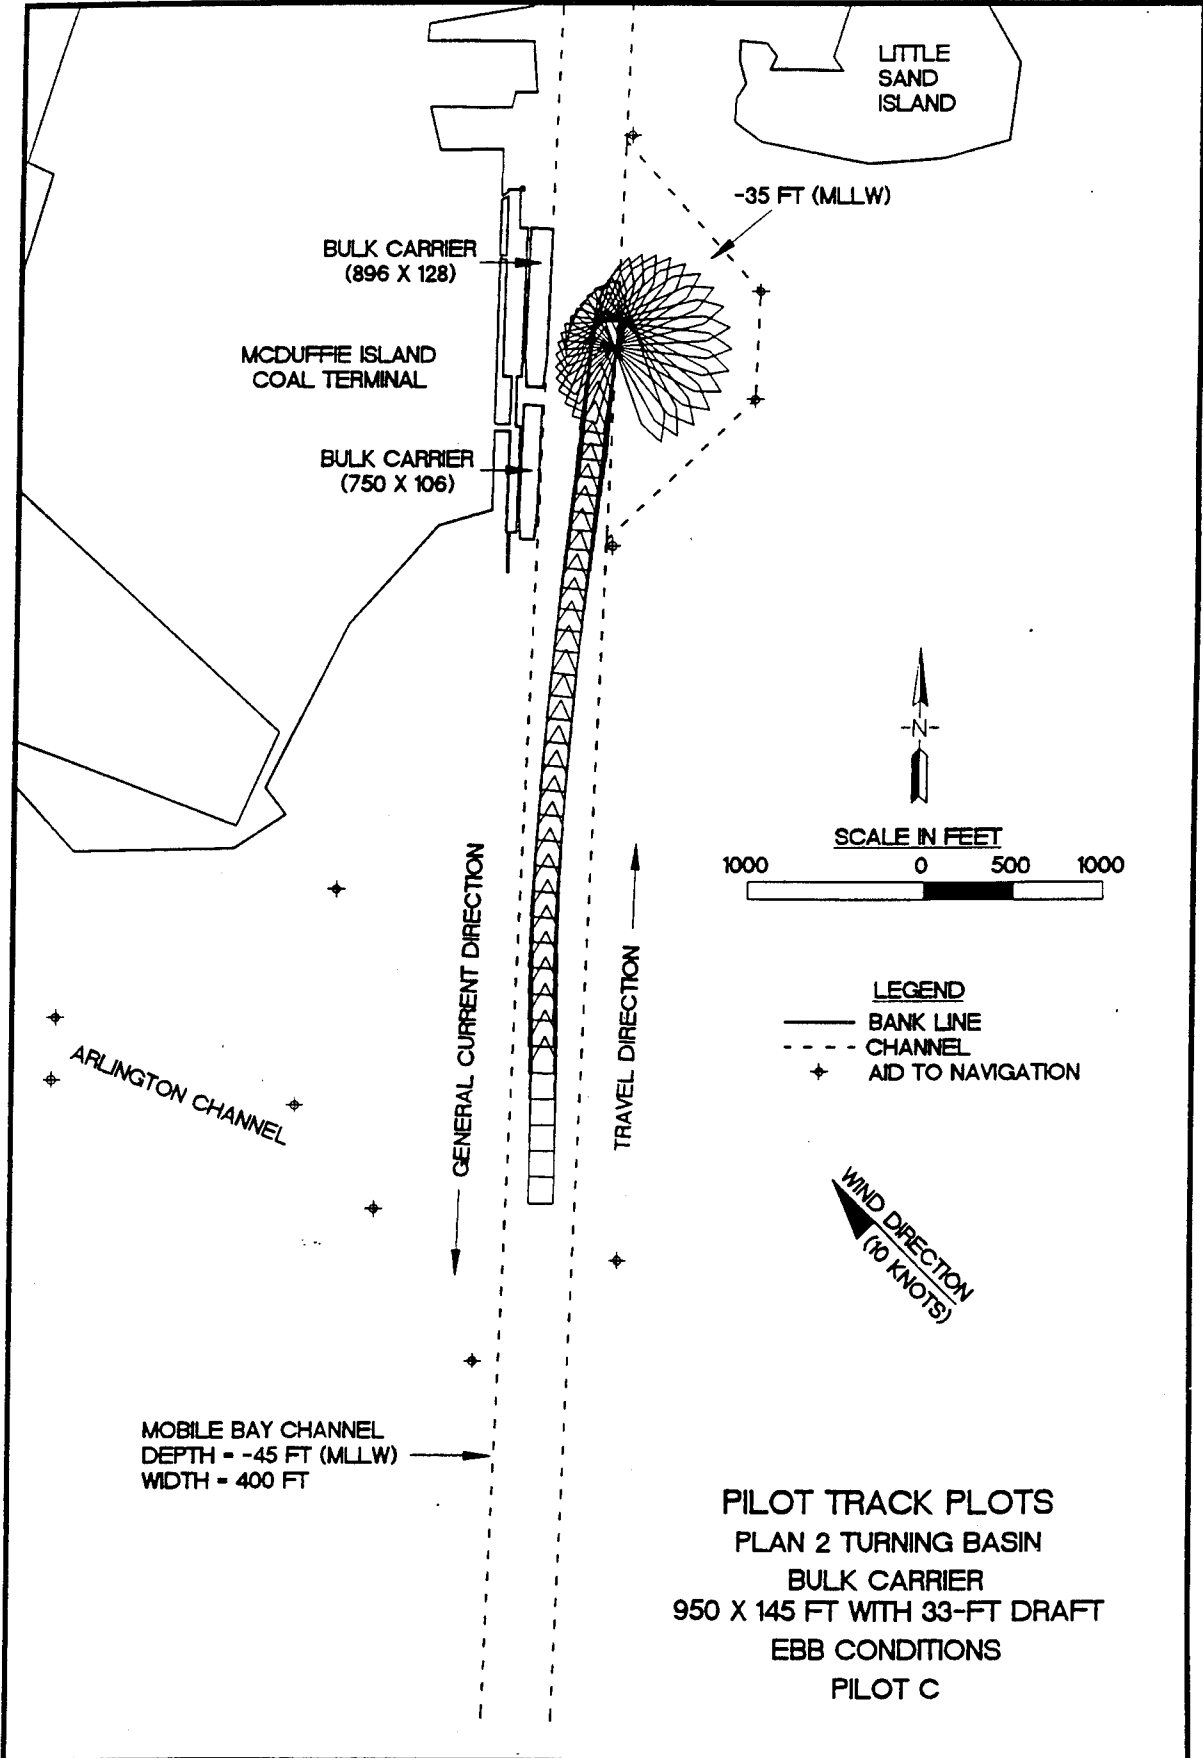 LITTLE
SAND
ISLAND
-35 FT (MLLW)
BULK CARRIER
(896 X 128)
MCDUFFIE ISLAND
COAL TERMINAL
BULK CARRIER
(750 X 106)
-N-
SCALE IN FEET
1000 0 500 1000
GENERAL CURRENT DIRECTION
TRAVEL DIRECTION
LEGEND
BANK LINE
CHANNEL
AID TO NAVIGATION
ARLINGTON CHANNEL
WIND DIRECTION
(10 KNOTS)
MOBILE BAY CHANNEL
DEPTH = -45 FT (MLLW)
WIDTH = 400 FT
PILOT TRACK PLOTS
PLAN 2 TURNING BASIN
BULK CARRIER
950 X 145 FT WITH 33-FT DRAFT
EBB CONDITIONS
PILOT C